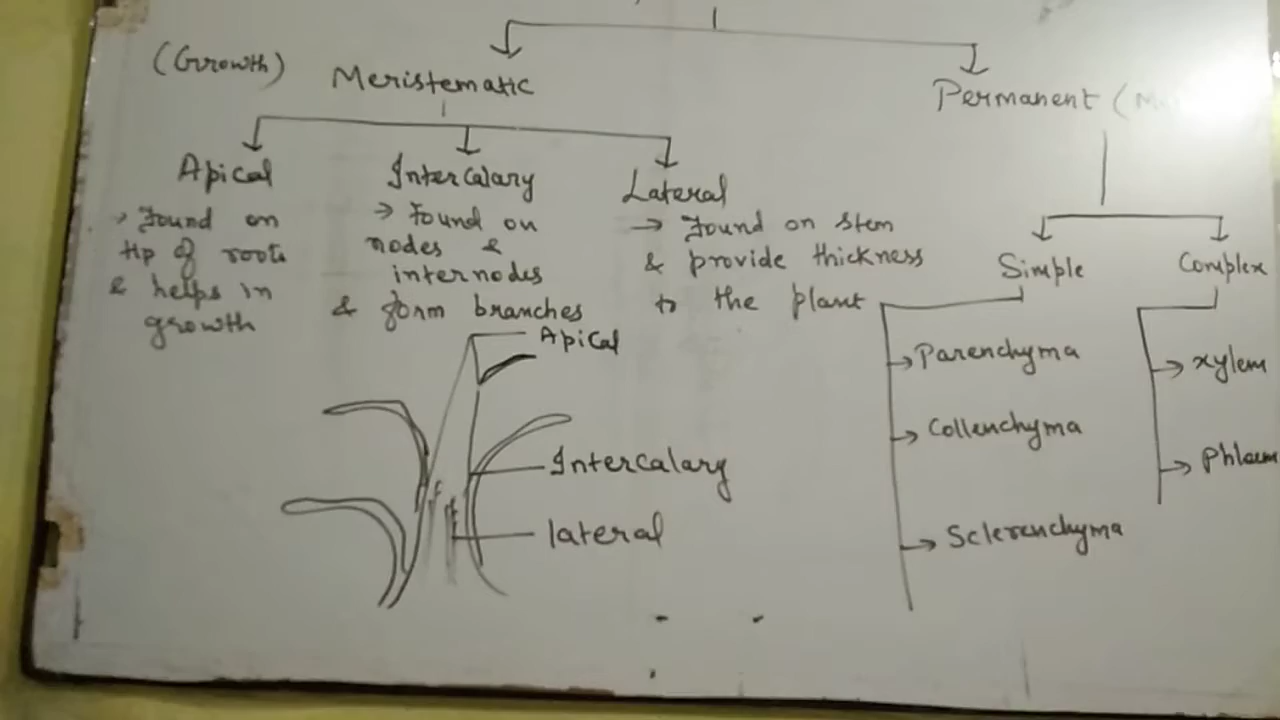 (Growth) Meristematic
Permanent (
Apical
→ Found on
tip of roots
& helps in
growth
Intercalary
→ Found on
nodes &
internodes
& form branches
Lateral
→ Found on stem
& provide thickness
to the plant
Apical
Intercalary
lateral
Simple
→ Parenchyma
→ Collenchyma
→ Sclerenchyma
Complex
→ xylem
→ Phloem